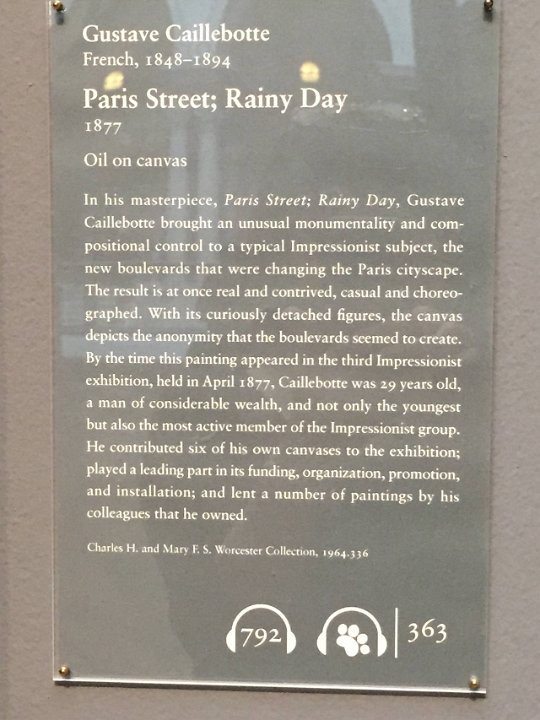 Gustave Caillebotte
French, 1848–1894
Paris Street; Rainy Day
1877
Oil on canvas
In his masterpiece, Paris Street; Rainy Day, Gustave
Caillebotte brought an unusual monumentality and com-
positional control to a typical Impressionist subject, the
new boulevards that were changing the Paris cityscape.
The result is at once real and contrived, casual and choreo-
graphed. With its curiously detached figures, the canvas
depicts the anonymity that the boulevards seemed to create.
By the time this painting appeared in the third Impressionist
exhibition, held in April 1877, Caillebotte was 29 years old,
a man of considerable wealth, and not only the youngest
but also the most active member of the Impressionist group.
He contributed six of his own canvases to the exhibition;
played a leading part in its funding, organization, promotion,
and installation; and lent a number of paintings by his
colleagues that he owned.
Charles H. and Mary F. S. Worcester Collection, 1964.336
792 363